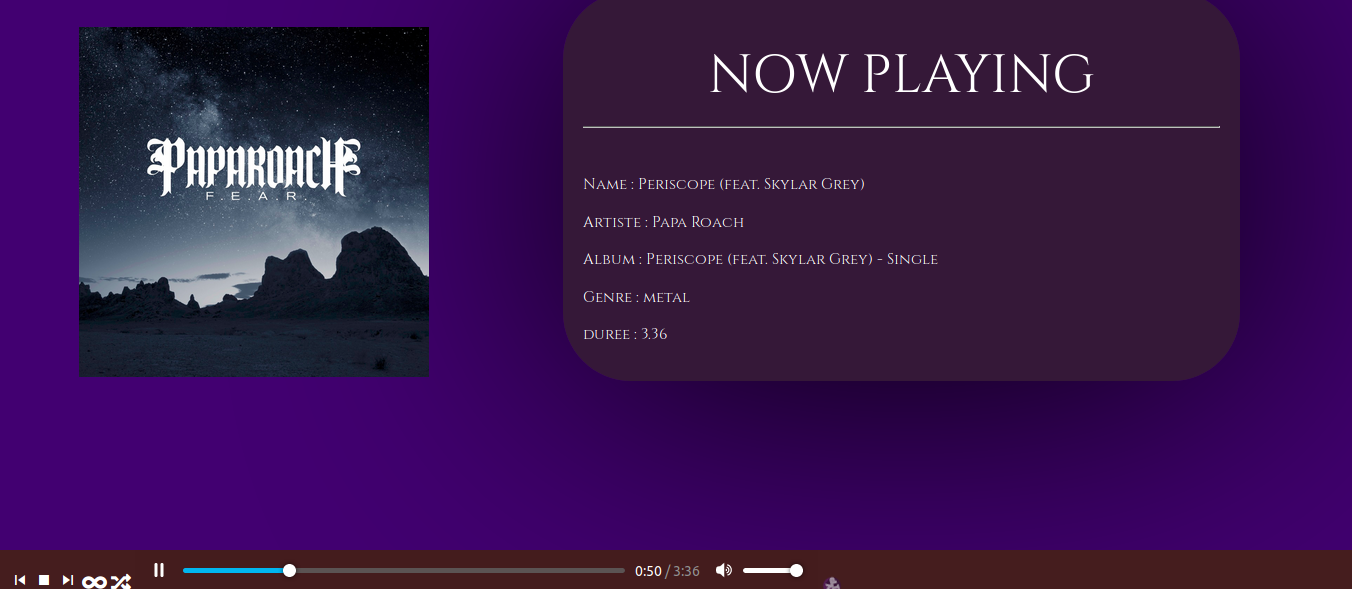 PAPAROACH
F.E.A.R.
NOW PLAYING
Name : Periscope (feat. Skylar Grey)
Artiste : Papa Roach
Album : Periscope (feat. Skylar Grey) - Single
Genre : metal
duree : 3.36
0:50 / 3:36